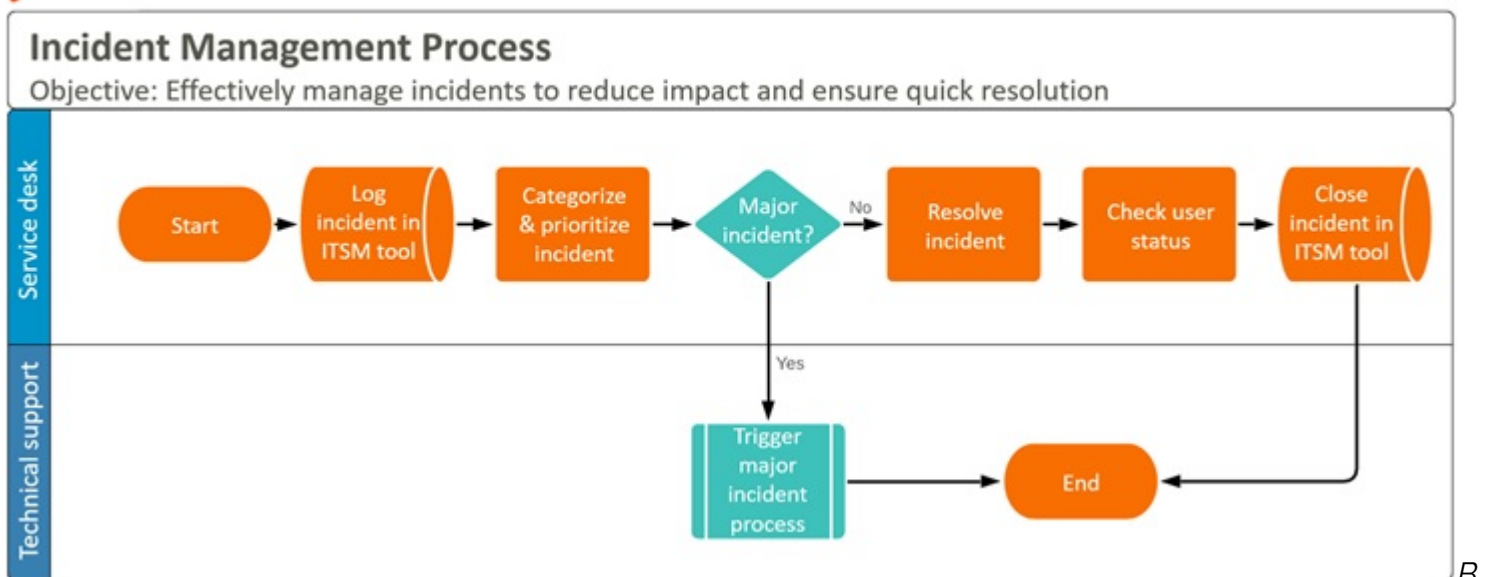 Incident Management Process
Objective: Effectively manage incidents to reduce impact and ensure quick resolution
Service desk
Start
Log
incident in
ITSM tool
Categorize
& prioritize
incident
Major
incident?
No
Resolve
incident
Check user
status
Close
incident in
ITSM tool
Yes
Technical support
Trigger
major
incident
process
End
R